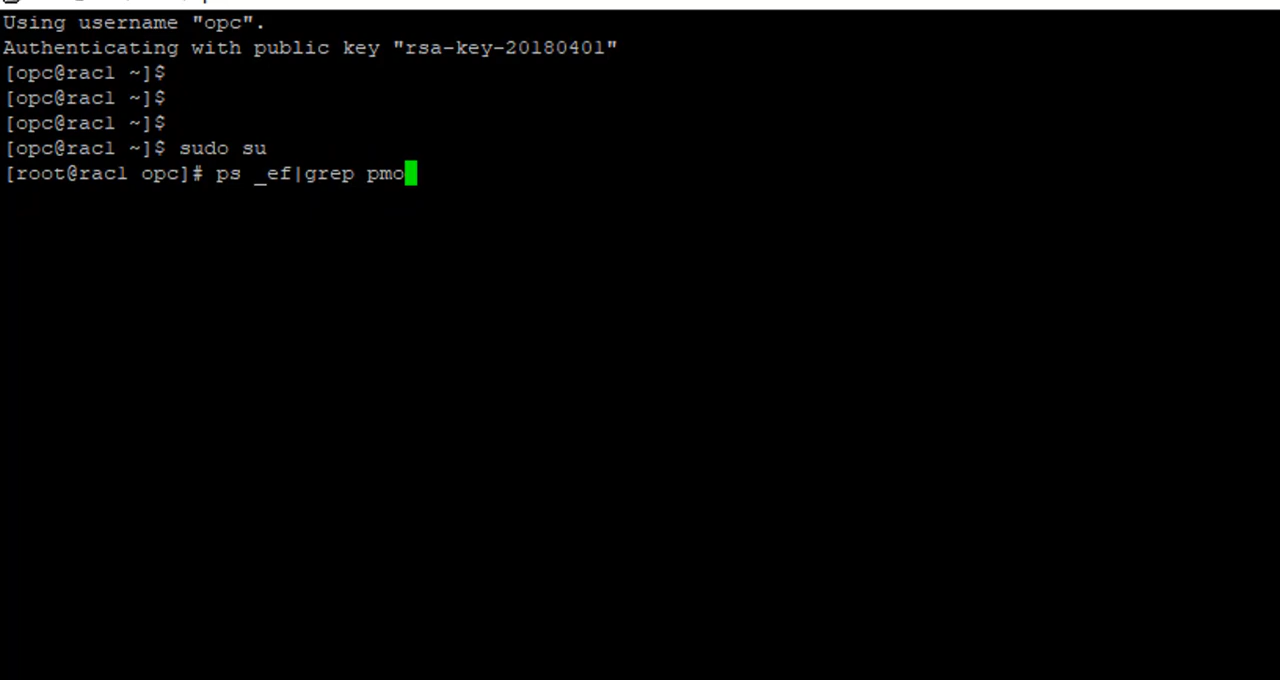 Using username "opc".
Authenticating with public key "rsa-key-20180401"
[opc@rac1 ~]$
[opc@rac1 ~]$
[opc@rac1 ~]$
[opc@rac1 ~]$ sudo su
[root@rac1 opc]# ps _ef|grep pmo